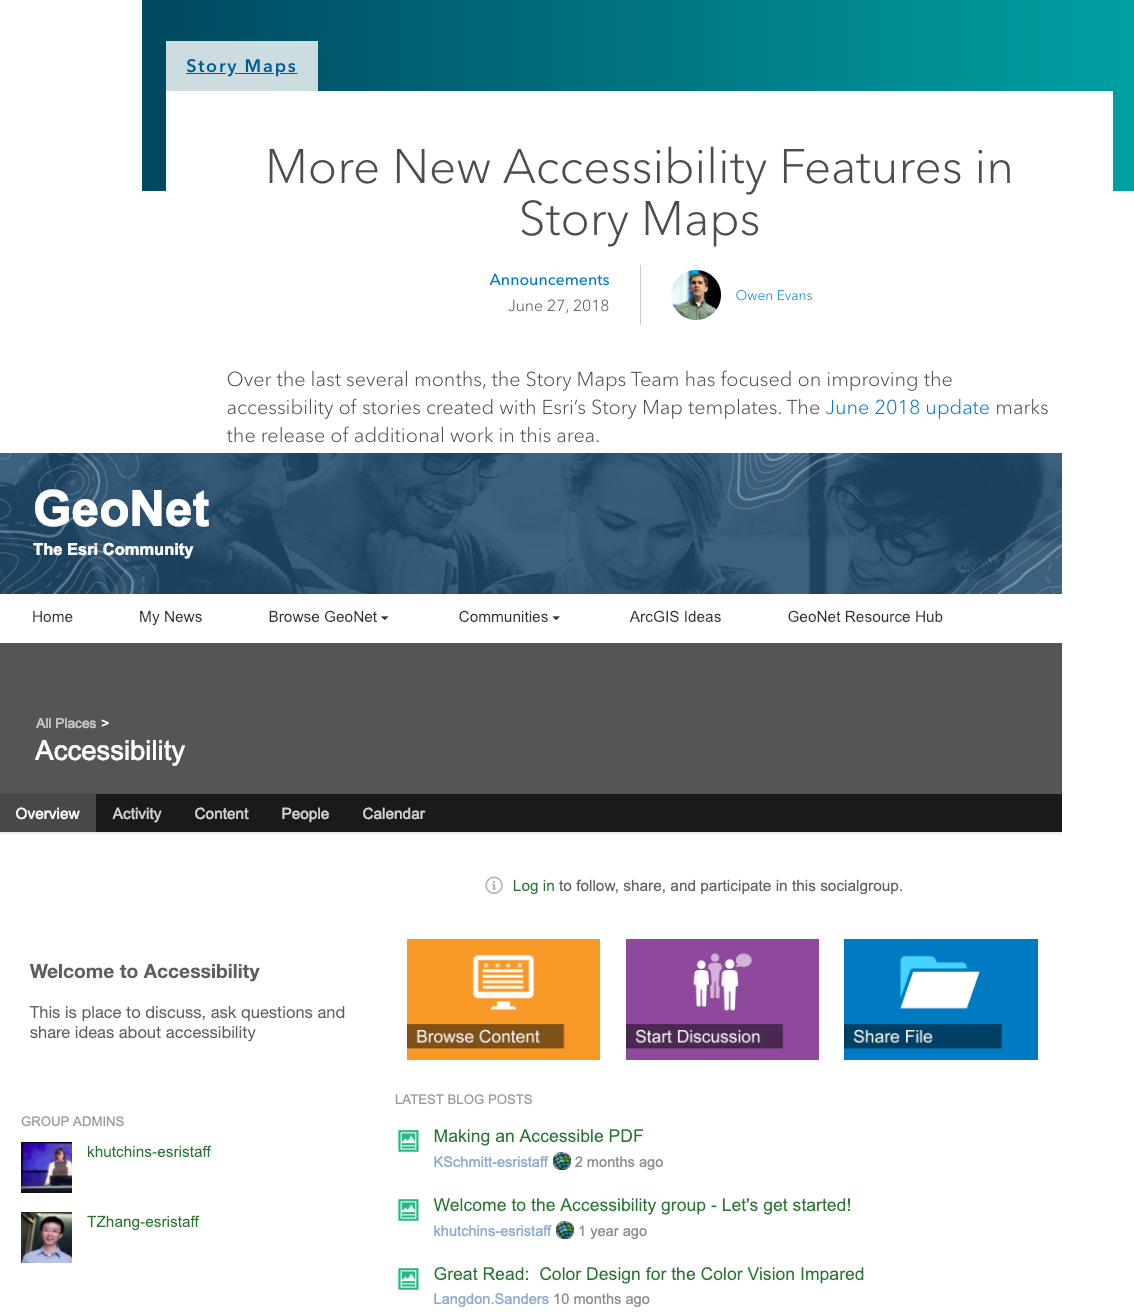 Story Maps
More New Accessibility Features in
Story Maps
Announcements
June 27, 2018
Owen Evans
Over the last several months, the Story Maps Team has focused on improving the
accessibility of stories created with Esri’s Story Map templates. The June 2018 update marks
the release of additional work in this area.
GeoNet
The Esri Community
Home My News Browse GeoNet Communities ArcGIS Ideas GeoNet Resource Hub
All Places >
Accessibility
Overview Activity Content People Calendar
Log in to follow, share, and participate in this socialgroup.
Welcome to Accessibility
This is place to discuss, ask questions and
share ideas about accessibility
Browse Content
Start Discussion
Share File
GROUP ADMINS
khutchins-esristaff
TZhang-esristaff
LATEST BLOG POSTS
Making an Accessible PDF
KSchmitt-esristaff 2 months ago
Welcome to the Accessibility group - Let's get started!
khutchins-esristaff 1 year ago
Great Read: Color Design for the Color Vision Impared
Langdon.Sanders 10 months ago